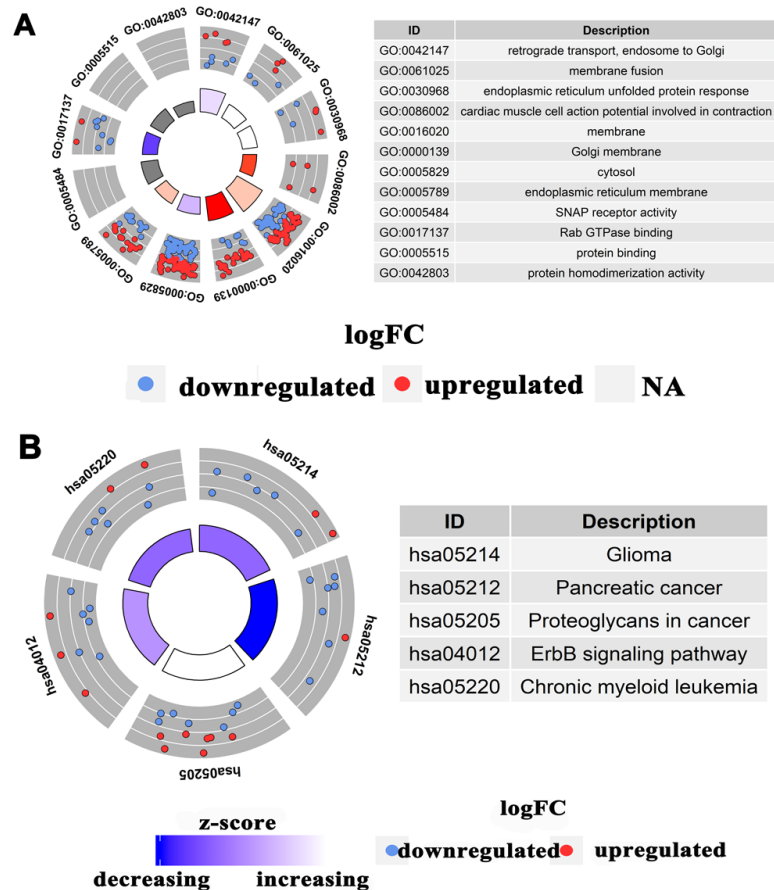 A
GO:0042147
GO:0061025
GO:0030968
GO:0086002
GO:0016020
GO:0000139
GO:0005829
GO:0005789
GO:0005484
GO:0017137
GO:0005515
GO:0042803
ID Description
GO:0042147 retrograde transport, endosome to Golgi
GO:0061025 membrane fusion
GO:0030968 endoplasmic reticulum unfolded protein response
GO:0086002 cardiac muscle cell action potential involved in contraction
GO:0016020 membrane
GO:0000139 Golgi membrane
GO:0005829 cytosol
GO:0005789 endoplasmic reticulum membrane
GO:0005484 SNAP receptor activity
GO:0017137 Rab GTPase binding
GO:0005515 protein binding
GO:0042803 protein homodimerization activity
logFC
downregulated upregulated NA
B
hsa05214
hsa05212
hsa05205
hsa04012
hsa05220
ID Description
hsa05214 Glioma
hsa05212 Pancreatic cancer
hsa05205 Proteoglycans in cancer
hsa04012 ErbB signaling pathway
hsa05220 Chronic myeloid leukemia
z-score
decreasing increasing
logFC
downregulated upregulated